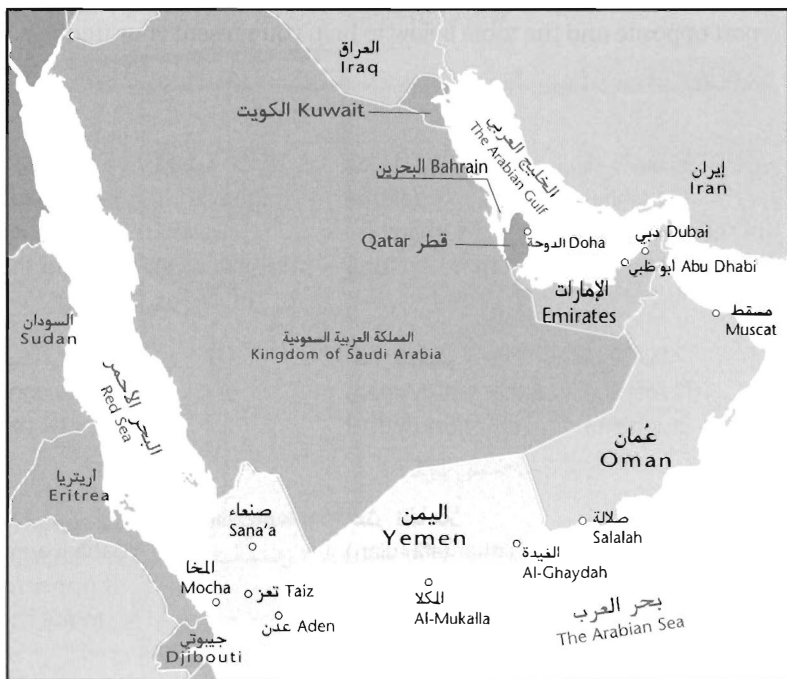 العراق
Iraq
الكويت Kuwait
الخليج العربي
The Arabian Gulf
إيران
Iran
البحرين Bahrain
Qatar قطر
الدوحة Doha
دبي Dubai
أبو ظبي Abu Dhabi
الإمارات
Emirates
مسقط
Muscat
السودان
Sudan
المملكة العربية السعودية
Kingdom of Saudi Arabia
البحر الأحمر
Red Sea
عُمان
Oman
أريتريا
Eritrea
صنعاء
Sana'a
اليمن
Yemen
صلالة
Salalah
الغيدة
Al-Ghaydah
المخا
Mocha
تعز Taiz
المكلا
Al-Mukalla
عدن Aden
بحر العرب
The Arabian Sea
جيبوتي
Djibouti